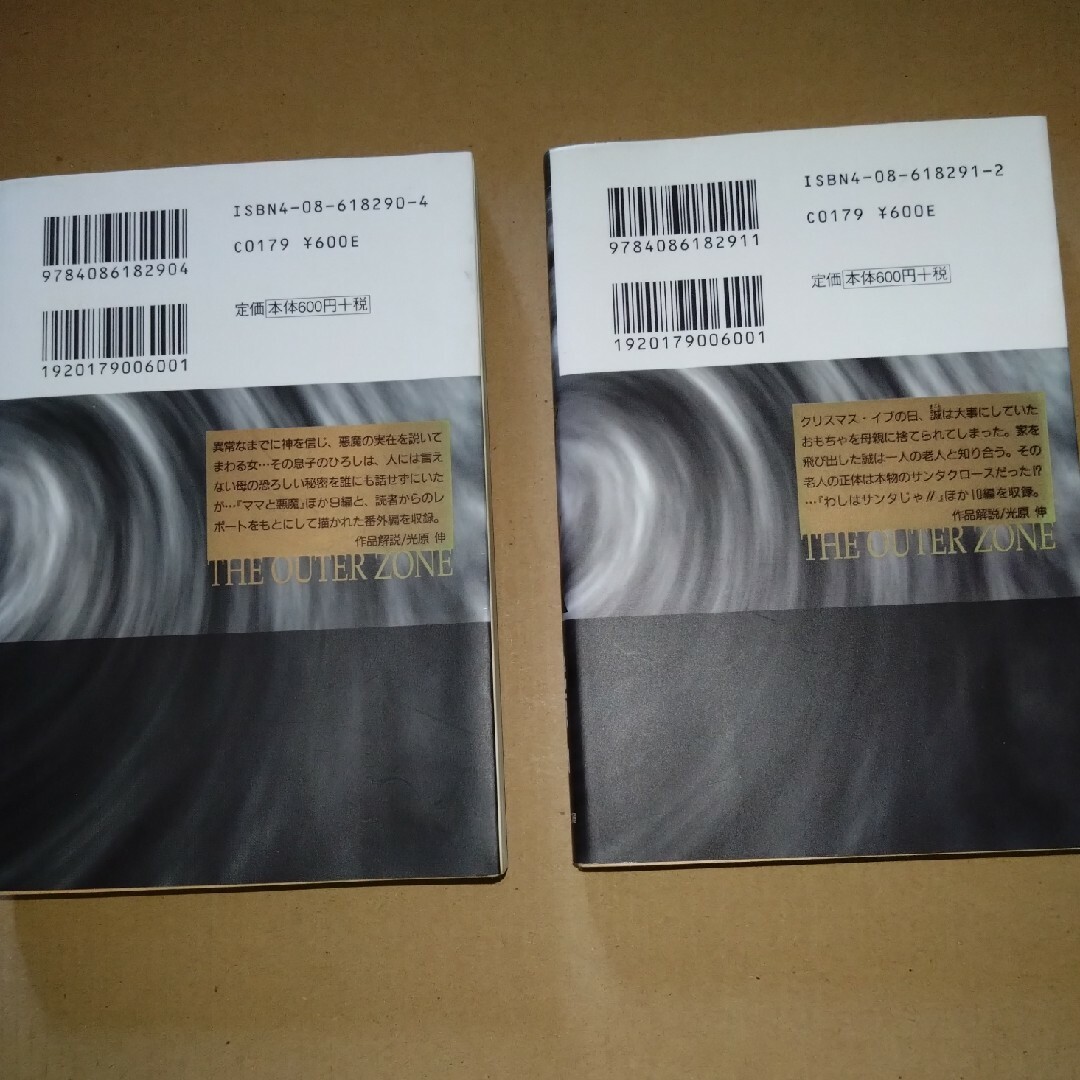 ISBN4-08-618290-4
9784086182904
C0179 ¥600E
定価 本体600円+税
1920179006001
異常なまでに神を信じ、悪魔の実在を説いて
まわる女…その息子のひろしは、人には言え
ない母の恐ろしい秘密を誰にも話せずにいた
が…『ママと悪魔』ほか9編と、読者からのレ
ポートをもとにして描かれた番外編を収録。
作品解説/光原 伸
THE OUTER ZONE
ISBN4-08-618291-2
9784086182911
C0179 ¥600E
定価 本体600円+税
1920179006001
クリスマス・イブの日、誠は大事にしていた
おもちゃを母親に捨てられてしまった。家を
飛び出した誠は一人の老人と知り合う。その
老人の正体は本物のサンタクロースだった!?
…『わしはサンタじゃ!!』ほか10編を収録。
作品解説/光原 伸
THE OUTER ZONE